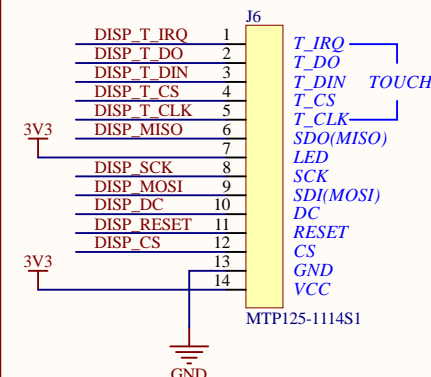 J6
DISP_T_IRQ 1 T_IRQ
DISP_T_DO 2 T_DO
DISP_T_DIN 3 T_DIN TOUCH
DISP_T_CS 4 T_CS
DISP_T_CLK 5 T_CLK
3V3 DISP_MISO 6 SDO(MISO)
7 LED
DISP_SCK 8 SCK
DISP_MOSI 9 SDI(MOSI)
DISP_DC 10 DC
DISP_RESET 11 RESET
DISP_CS 12 CS
3V3 13 GND
14 VCC
MTP125-1114S1
GND